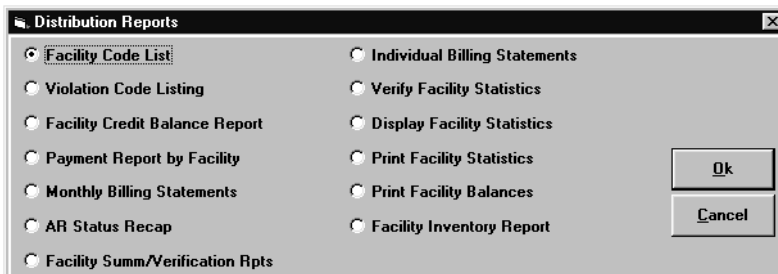 Distribution Reports
Facility Code List
Violation Code Listing
Facility Credit Balance Report
Payment Report by Facility
Monthly Billing Statements
AR Status Recap
Facility Summ/Verification Rpts
Individual Billing Statements
Verify Facility Statistics
Display Facility Statistics
Print Facility Statistics
Print Facility Balances
Facility Inventory Report
Ok
Cancel